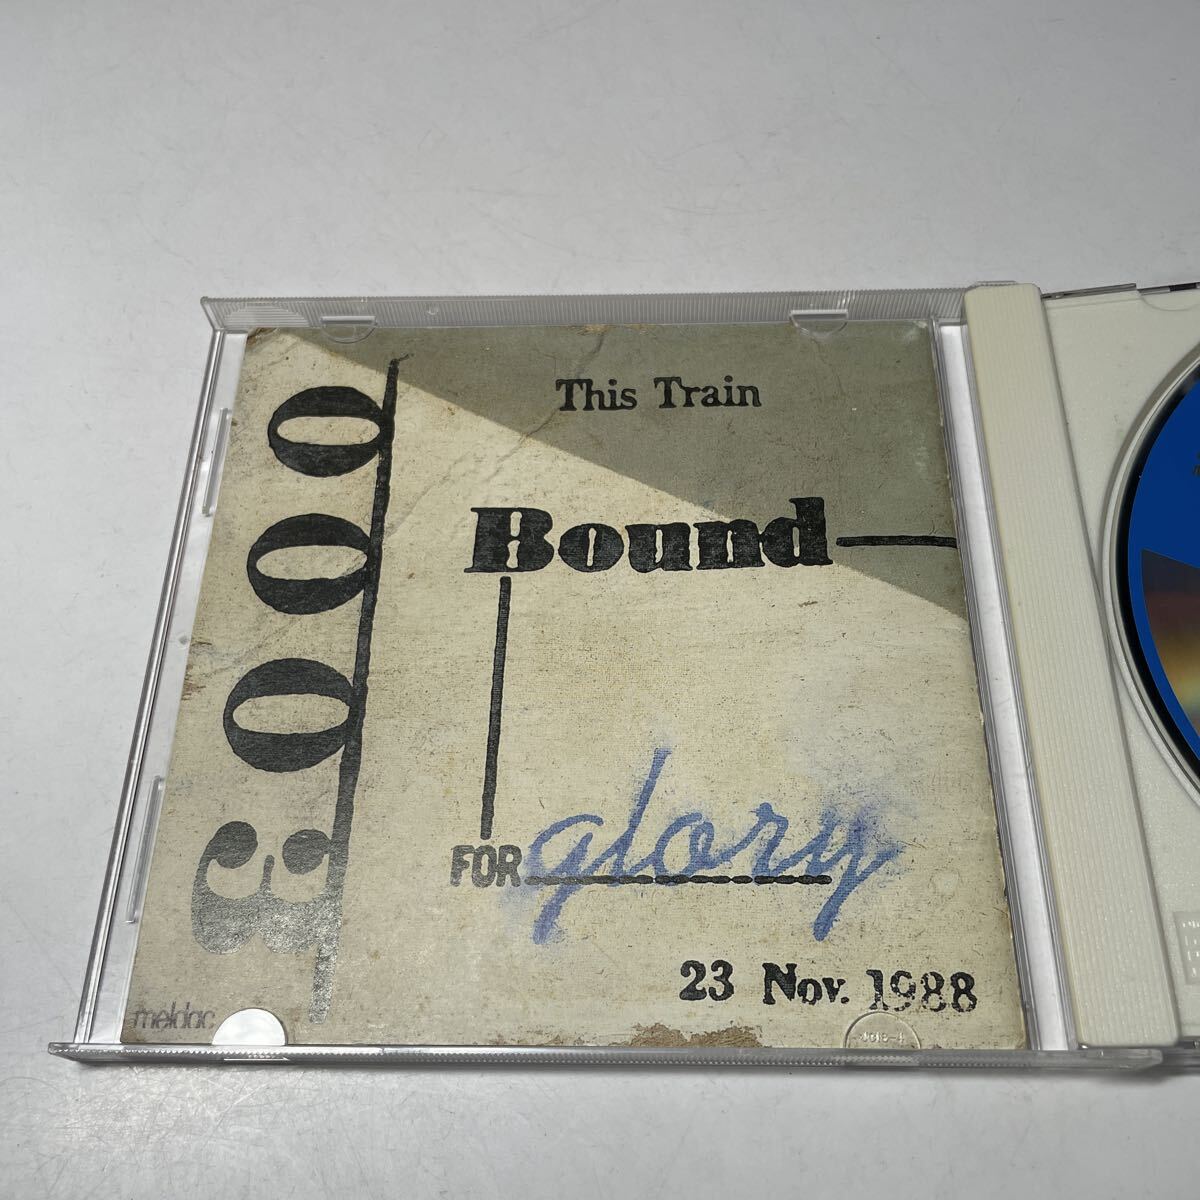 This Train
Bound
FOR glory
23 Nov. 1988
3000
meldac